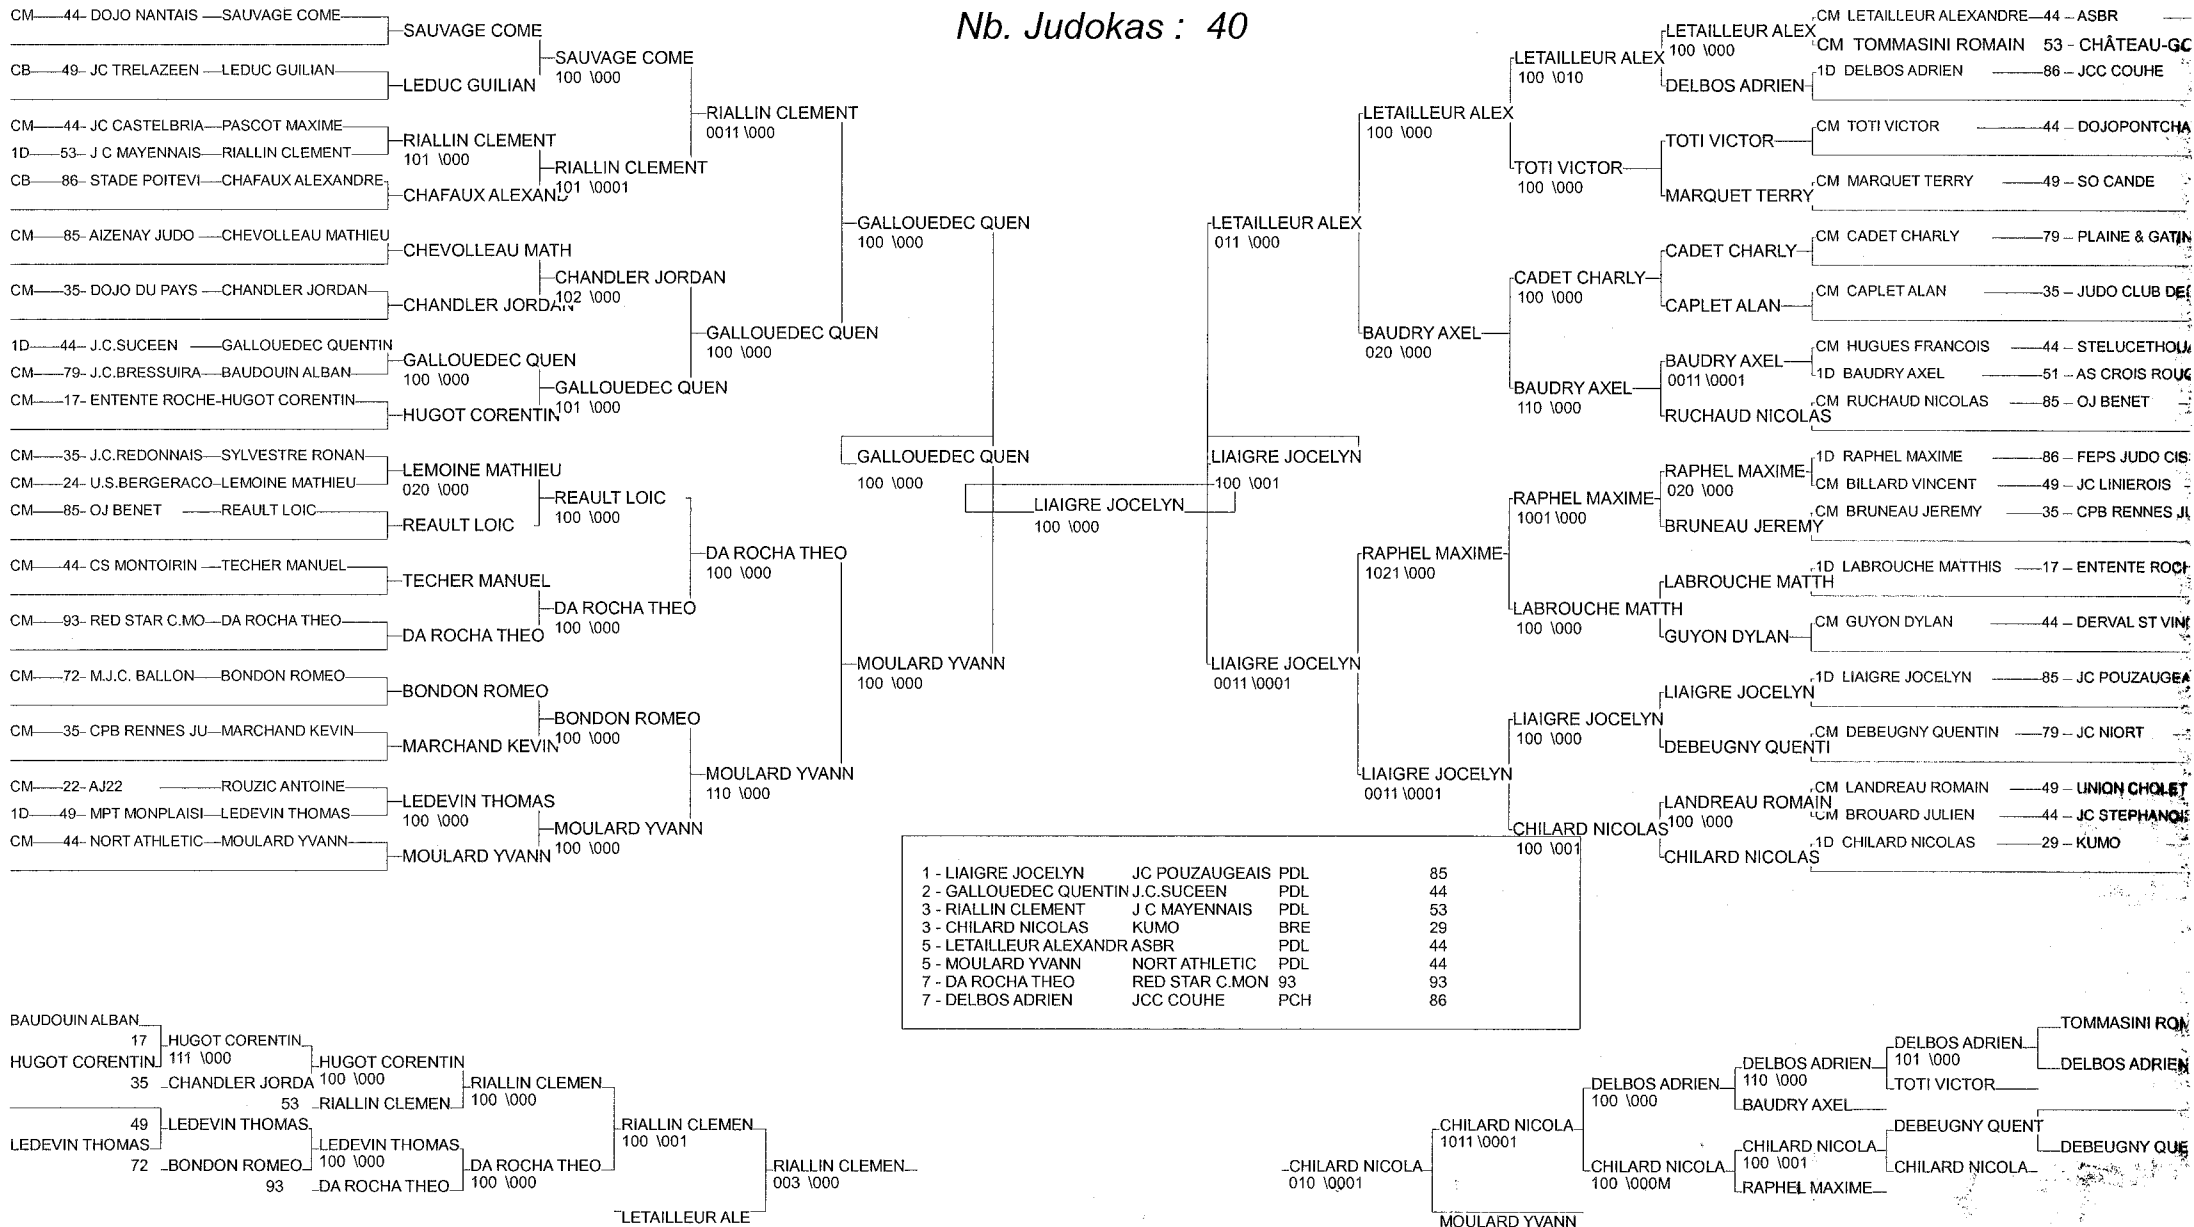 Nb. Judokas : 40
CM 44 DOJO NANTAIS SAUVAGE COME
SAUVAGE COME
SAUVAGE COME
100 \000
CB 49 JC TRELAZEEN LEDUC GUILIAN
LEDUC GUILIAN
RIALLIN CLEMENT
0011 \000
CM 44 JC CASTELBRIA PASCOT MAXIME
RIALLIN CLEMENT
101 \000
1D 53 J C MAYENNAIS RIALLIN CLEMENT
RIALLIN CLEMENT
101 \0001
CB 86 STADE POITEVI CHAFAUX ALEXANDRE
CHAFAUX ALEXAND
GALLOUEDEC QUEN
100 \000
CM 85 AIZENAY JUDO CHEVOLLEAU MATHIEU
CHEVOLLEAU MATH
CHANDLER JORDAN
102 \000
CM 35 DOJO DU PAYS CHANDLER JORDAN
CHANDLER JORDAN
GALLOUEDEC QUEN
100 \000
1D 44 J.C.SUCEEN GALLOUEDEC QUENTIN
GALLOUEDEC QUEN
100 \000
CM 79 J.C.BRESSUIRA BAUDOUIN ALBAN
GALLOUEDEC QUEN
101 \000
CM 17 ENTENTE ROCHE HUGOT CORENTIN
HUGOT CORENTIN
GALLOUEDEC QUEN
100 \000
CM 35 J.C.REDONNAIS SYLVESTRE RONAN
LEMOINE MATHIEU
020 \000
CM 24 U.S.BERGERACO LEMOINE MATHIEU
REAULT LOIC
100 \000
CM 85 OJ BENET REAULT LOIC
REAULT LOIC
DA ROCHA THEO
100 \000
CM 44 CS MONTOIRIN TECHER MANUEL
TECHER MANUEL
DA ROCHA THEO
100 \000
CM 93 RED STAR C.MO DA ROCHA THEO
DA ROCHA THEO
MOULARD YVANN
100 \000
CM 72 M.J.C. BALLON BONDON ROMEO
BONDON ROMEO
BONDON ROMEO
100 \000
CM 35 CPB RENNES JU MARCHAND KEVIN
MARCHAND KEVIN
MOULARD YVANN
110 \000
CM 22 AJ22 ROUZIC ANTOINE
LEDEVIN THOMAS
100 \000
1D 49 MPT MONPLAISI LEDEVIN THOMAS
MOULARD YVANN
100 \000
CM 44 NORT ATHLETIC MOULARD YVANN
MOULARD YVANN
LIAIGRE JOCELYN
100 \000
LETAILLEUR ALEX
100 \000
CM LETAILLEUR ALEXANDRE 44 ASBR
CM TOMMASINI ROMAIN 53 CHÂTEAU-GO
LETAILLEUR ALEX
100 \010
DELBOS ADRIEN
1D DELBOS ADRIEN 86 JCC COUHE
LETAILLEUR ALEX
100 \000
TOTI VICTOR
CM TOTI VICTOR 44 DOJOPONTCHA
TOTI VICTOR
100 \000
MARQUET TERRY
CM MARQUET TERRY 49 SO CANDE
LETAILLEUR ALEX
011 \000
CADET CHARLY
CM CADET CHARLY 79 PLAINE & GATIN
CADET CHARLY
100 \000
CAPLET ALAN
CM CAPLET ALAN 35 JUDO CLUB DE
BAUDRY AXEL
020 \000
CM HUGUES FRANCOIS 44 STELUCETHOU
BAUDRY AXEL
0011 \0001
1D BAUDRY AXEL 51 AS CROIS ROUG
BAUDRY AXEL
110 \000
CM RUCHAUD NICOLAS 85 OJ BENET
RUCHAUD NICOLAS
LIAIGRE JOCELYN
100 \001
1D RAPHEL MAXIME 86 FEPS JUDO CIS
RAPHEL MAXIME
020 \000
CM BILLARD VINCENT 49 JC LINIEROIS
RAPHEL MAXIME
1001 \000
CM BRUNEAU JEREMY 35 CPB RENNES JU
BRUNEAU JEREMY
RAPHEL MAXIME
1021 \000
1D LABROUCHE MATTHIS 17 ENTENTE ROCH
LABROUCHE MATTH
LABROUCHE MATTH
100 \000
CM GUYON DYLAN 44 DERVAL ST VIN
GUYON DYLAN
LIAIGRE JOCELYN
0011 \0001
1D LIAIGRE JOCELYN 85 JC POUZAUGEA
LIAIGRE JOCELYN
LIAIGRE JOCELYN
100 \000
CM DEBEUGNY QUENTIN 79 JC NIORT
DEBEUGNY QUENTI
LIAIGRE JOCELYN
0011 \0001
CM LANDREAU ROMAIN 49 UNION CHOLET
LANDREAU ROMAIN
100 \000
CM BROUARD JULIEN 44 JC STEPHANOI
CHILARD NICOLAS
100 \001
1D CHILARD NICOLAS 29 KUMO
CHILARD NICOLAS
1 - LIAIGRE JOCELYN JC POUZAUGEAIS PDL 85
2 - GALLOUEDEC QUENTIN J.C.SUCEEN PDL 44
3 - RIALLIN CLEMENT J C MAYENNAIS PDL 53
3 - CHILARD NICOLAS KUMO BRE 29
5 - LETAILLEUR ALEXANDR ASBR PDL 44
5 - MOULARD YVANN NORT ATHLETIC PDL 44
7 - DA ROCHA THEO RED STAR C.MON 93 93
7 - DELBOS ADRIEN JCC COUHE PCH 86
BAUDOUIN ALBAN
17 HUGOT CORENTIN
111 \000
HUGOT CORENTIN
HUGOT CORENTIN
100 \000
35 CHANDLER JORDA
RIALLIN CLEMEN
100 \000
53 RIALLIN CLEMEN
49 LEDEVIN THOMAS
RIALLIN CLEMEN
100 \001
LEDEVIN THOMAS
LEDEVIN THOMAS
100 \000
72 BONDON ROMEO
DA ROCHA THEO
100 \000
93 DA ROCHA THEO
RIALLIN CLEMEN
003 \000
LETAILLEUR ALE
TOMMASINI ROM
DELBOS ADRIEN
101 \000
DELBOS ADRIEN
DELBOS ADRIEN
110 \000
TOTI VICTOR
DELBOS ADRIEN
100 \000
BAUDRY AXEL
CHILARD NICOLA
1011 \0001
DEBEUGNY QUENT
DEBEUGNY QUE
CHILARD NICOLA
100 \001
CHILARD NICOLA
CHILARD NICOLA
100 \000M
RAPHEL MAXIME
CHILARD NICOLA
010 \0001
MOULARD YVANN